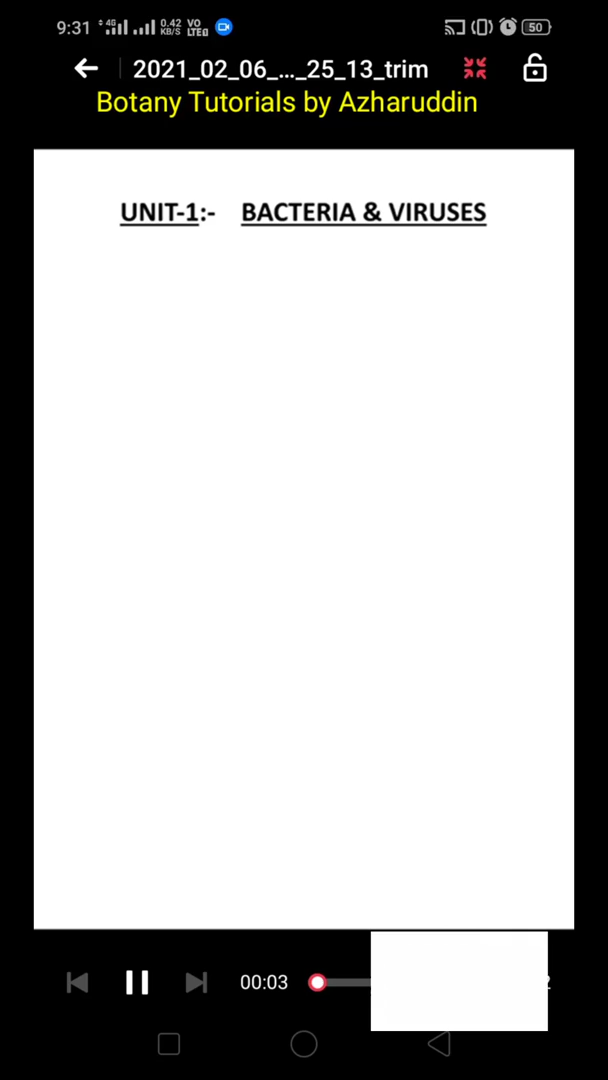 9:31 4G 0.42 KB/S VO LTE 50
2021_02_06_..._25_13_trim
Botany Tutorials by Azharuddin
UNIT-1:- BACTERIA & VIRUSES
00:03